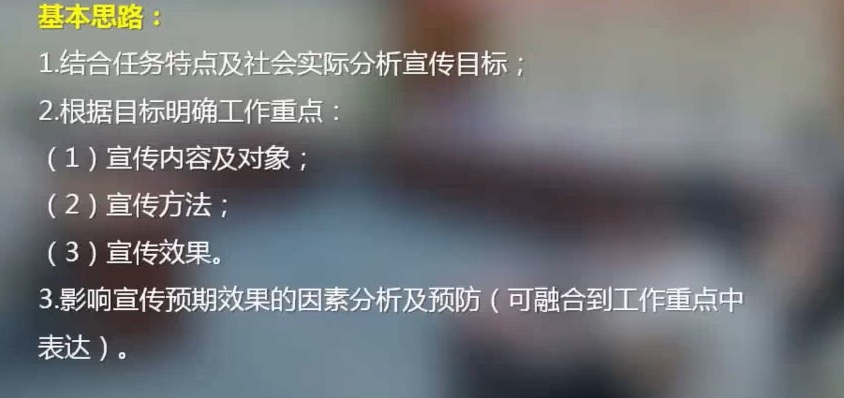 基本思路：
1.结合任务特点及社会实际分析宣传目标；
2.根据目标明确工作重点：
（1）宣传内容及对象；
（2）宣传方法；
（3）宣传效果。
3.影响宣传预期效果的因素分析及预防（可融合到工作重点中
表达）。